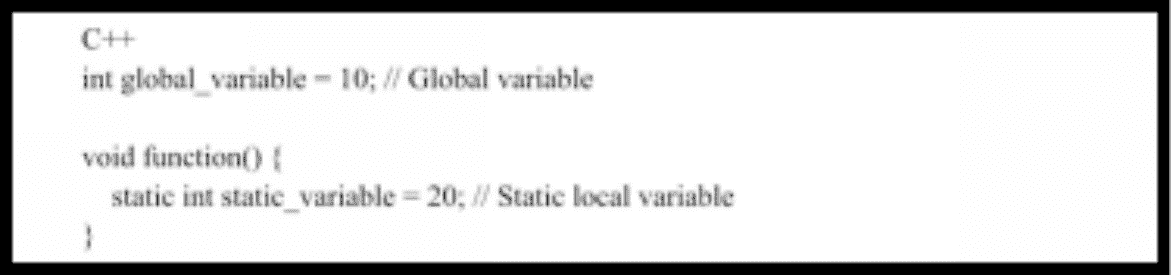 C++
int global_variable = 10; // Global variable
void function() {
static int static_variable = 20; // Static local variable
}